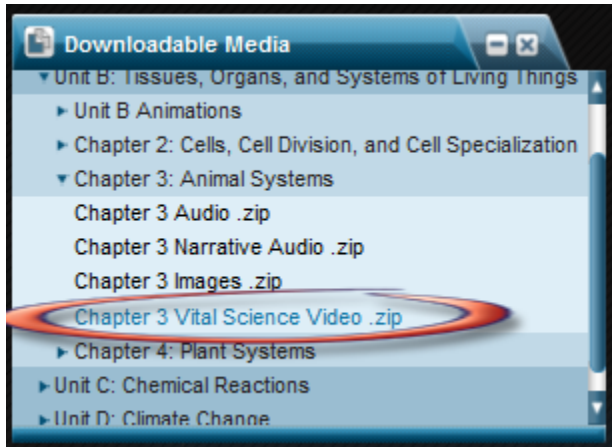 Downloadable Media
Unit B: Tissues, Organs, and Systems of Living Things
Unit B Animations
Chapter 2: Cells, Cell Division, and Cell Specialization
Chapter 3: Animal Systems
Chapter 3 Audio .zip
Chapter 3 Narrative Audio .zip
Chapter 3 Images .zip
Chapter 3 Vital Science Video .zip
Chapter 4: Plant Systems
Unit C: Chemical Reactions
Unit D: Climate Change